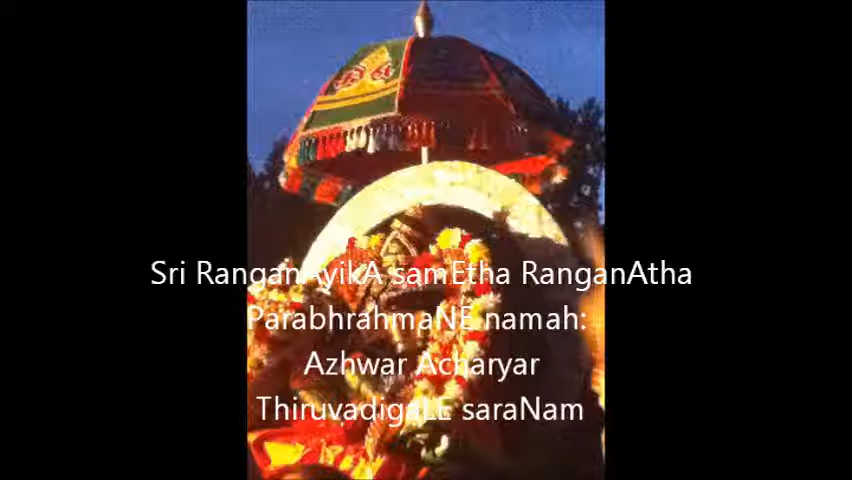 Sri RanganAyikA samEtha RanganAtha
ParabhrahmaNE namah:
Azhwar Acharyar
ThiruvadigaLE saraNam